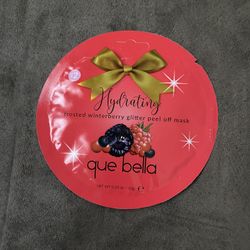 Hydrating
frosted winterberry glitter peel off mask
que bella